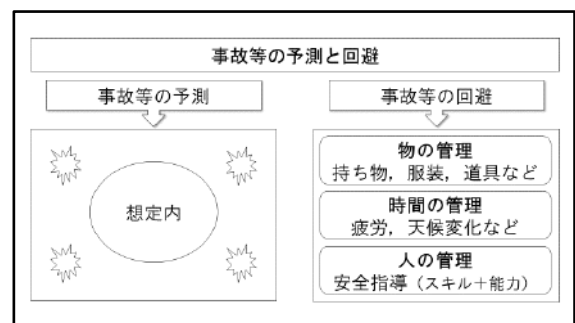 事故等の予測と回避
事故等の予測
事故等の回避
想定内
物の管理
持ち物，服装，道具など
時間の管理
疲労，天候変化など
人の管理
安全指導（スキル＋能力）